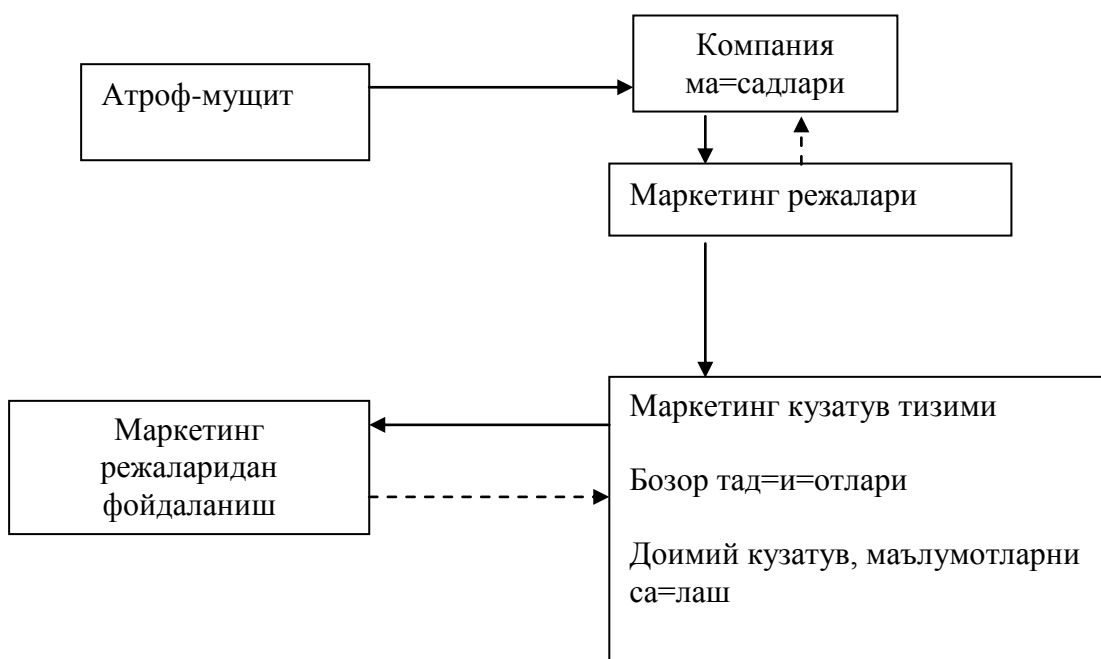 Компания
ма=садлари
Атроф-мущит
Маркетинг режалари
Маркетинг кузатув тизими
Бозор тад=и=отлари
Доимий кузатув, маълумотларни
са=лаш
Маркетинг
режаларидан
фойдаланиш